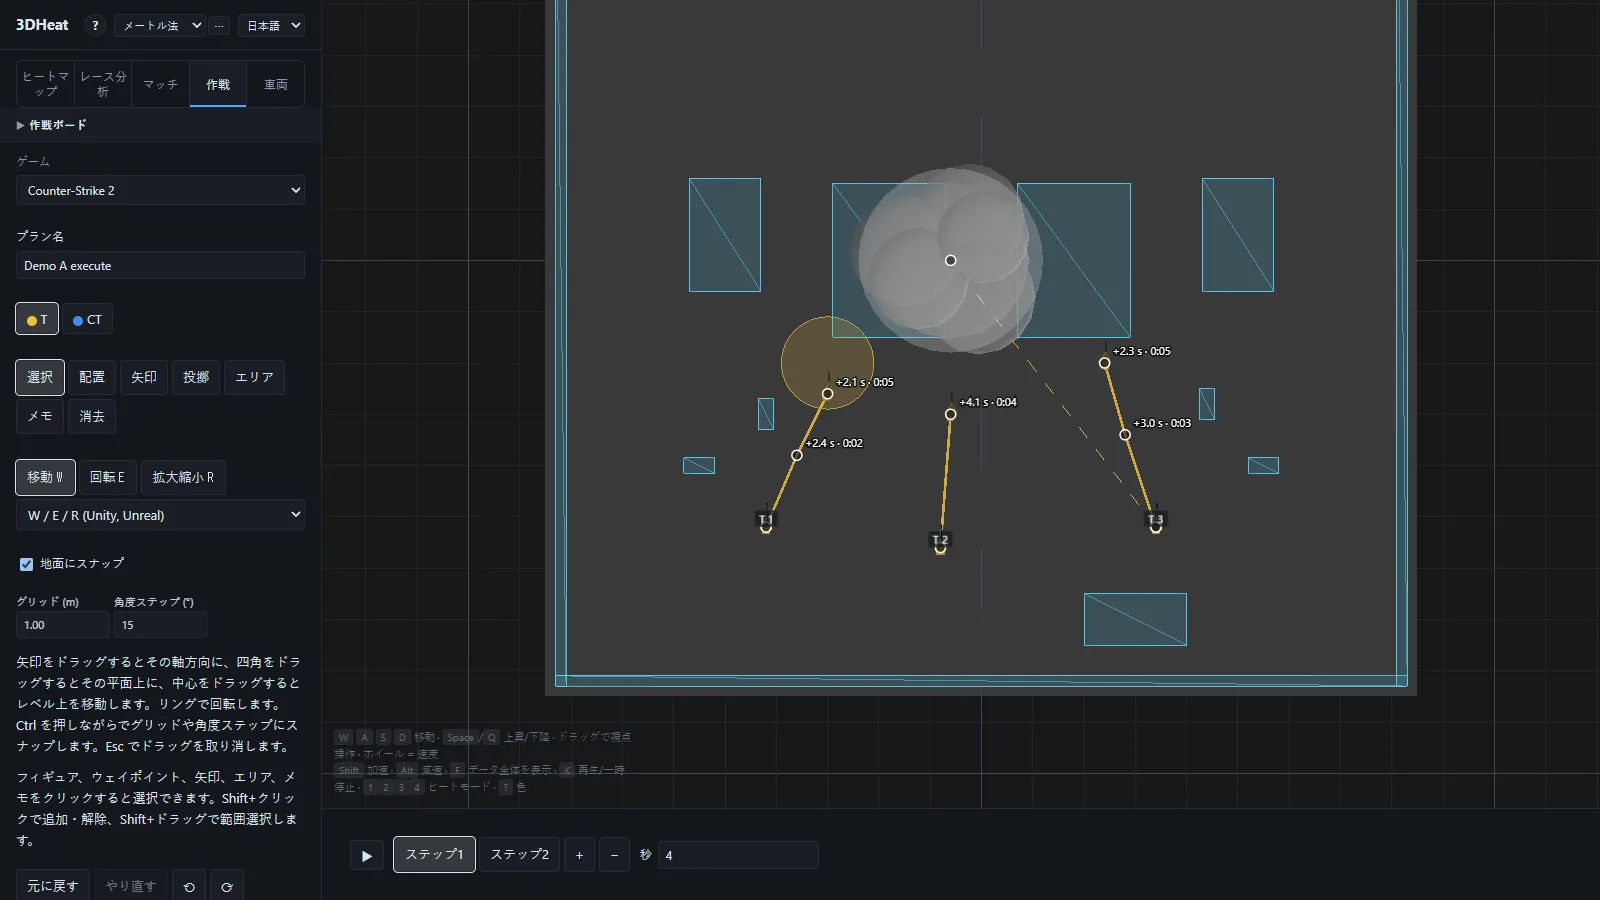 3DHeat
?
メートル法
...
日本語
ヒートマップ
レース分析
マッチ
作戦
車両
▶ 作戦ボード
ゲーム
Counter-Strike 2
プラン名
Demo A execute
T
CT
選択
配置
矢印
投擲
エリア
メモ
消去
移動 W
回転 E
拡大縮小 R
W / E / R (Unity, Unreal)
地面にスナップ
グリッド (m)
角度ステップ (°)
1.00
15
矢印をドラッグするとその軸方向に、四角をドラ
ッグするとその平面上に、中心をドラッグすると
レベル上を移動します。リングで回転します。
Ctrl を押しながらでグリッドや角度ステップにス
ナップします。Esc でドラッグを取り消します。
フィギュア、ウェイポイント、矢印、エリア、メ
モをクリックすると選択できます。Shift+クリッ
クで追加・解除、Shift+ドラッグで範囲選択しま
す。
元に戻す
やり直す
+2.3 s · 0:05
+2.1 s · 0:05
+4.1 s · 0:04
+3.0 s · 0:03
+2.4 s · 0:02
T1
T2
T3
W A S D 移動 · Space / Q 上昇/下降 · ドラッグで視点
操作 · ホイール = 速度
Shift 加速 · Alt 減速 · F データ全体を表示 · K 再生/一時
停止 · 1 2 3 4 ヒートモード · ? 色
▶
ステップ1
ステップ2
+
−
秒
4